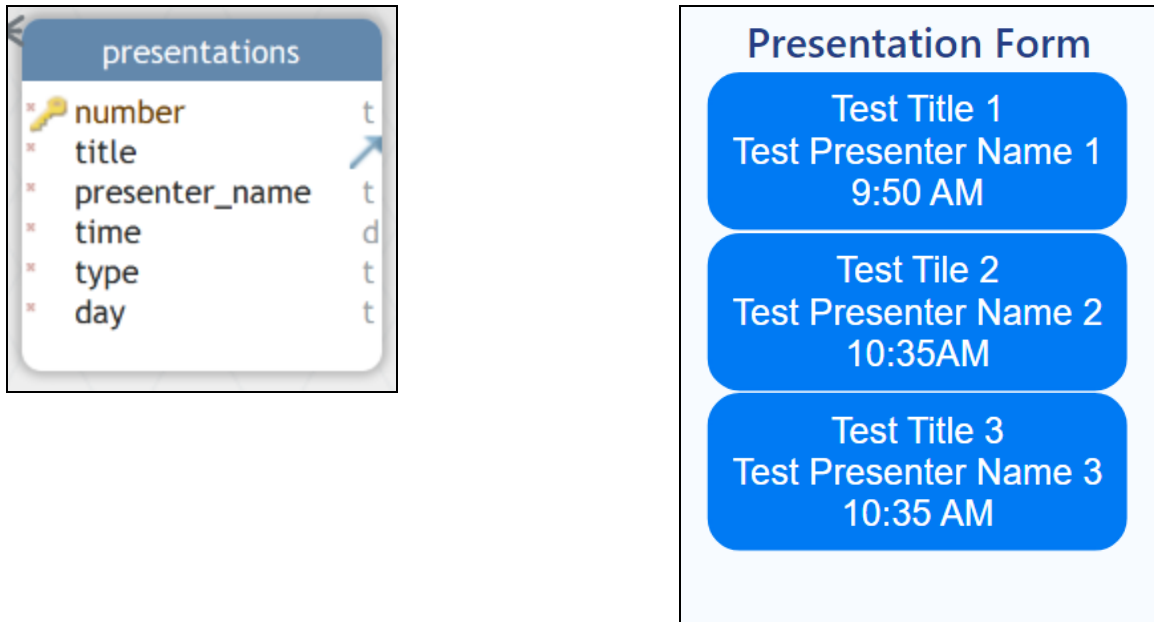 presentations
number t
title
presenter_name t
time d
type t
day t
Presentation Form
Test Title 1
Test Presenter Name 1
9:50 AM
Test Tile 2
Test Presenter Name 2
10:35AM
Test Title 3
Test Presenter Name 3
10:35 AM